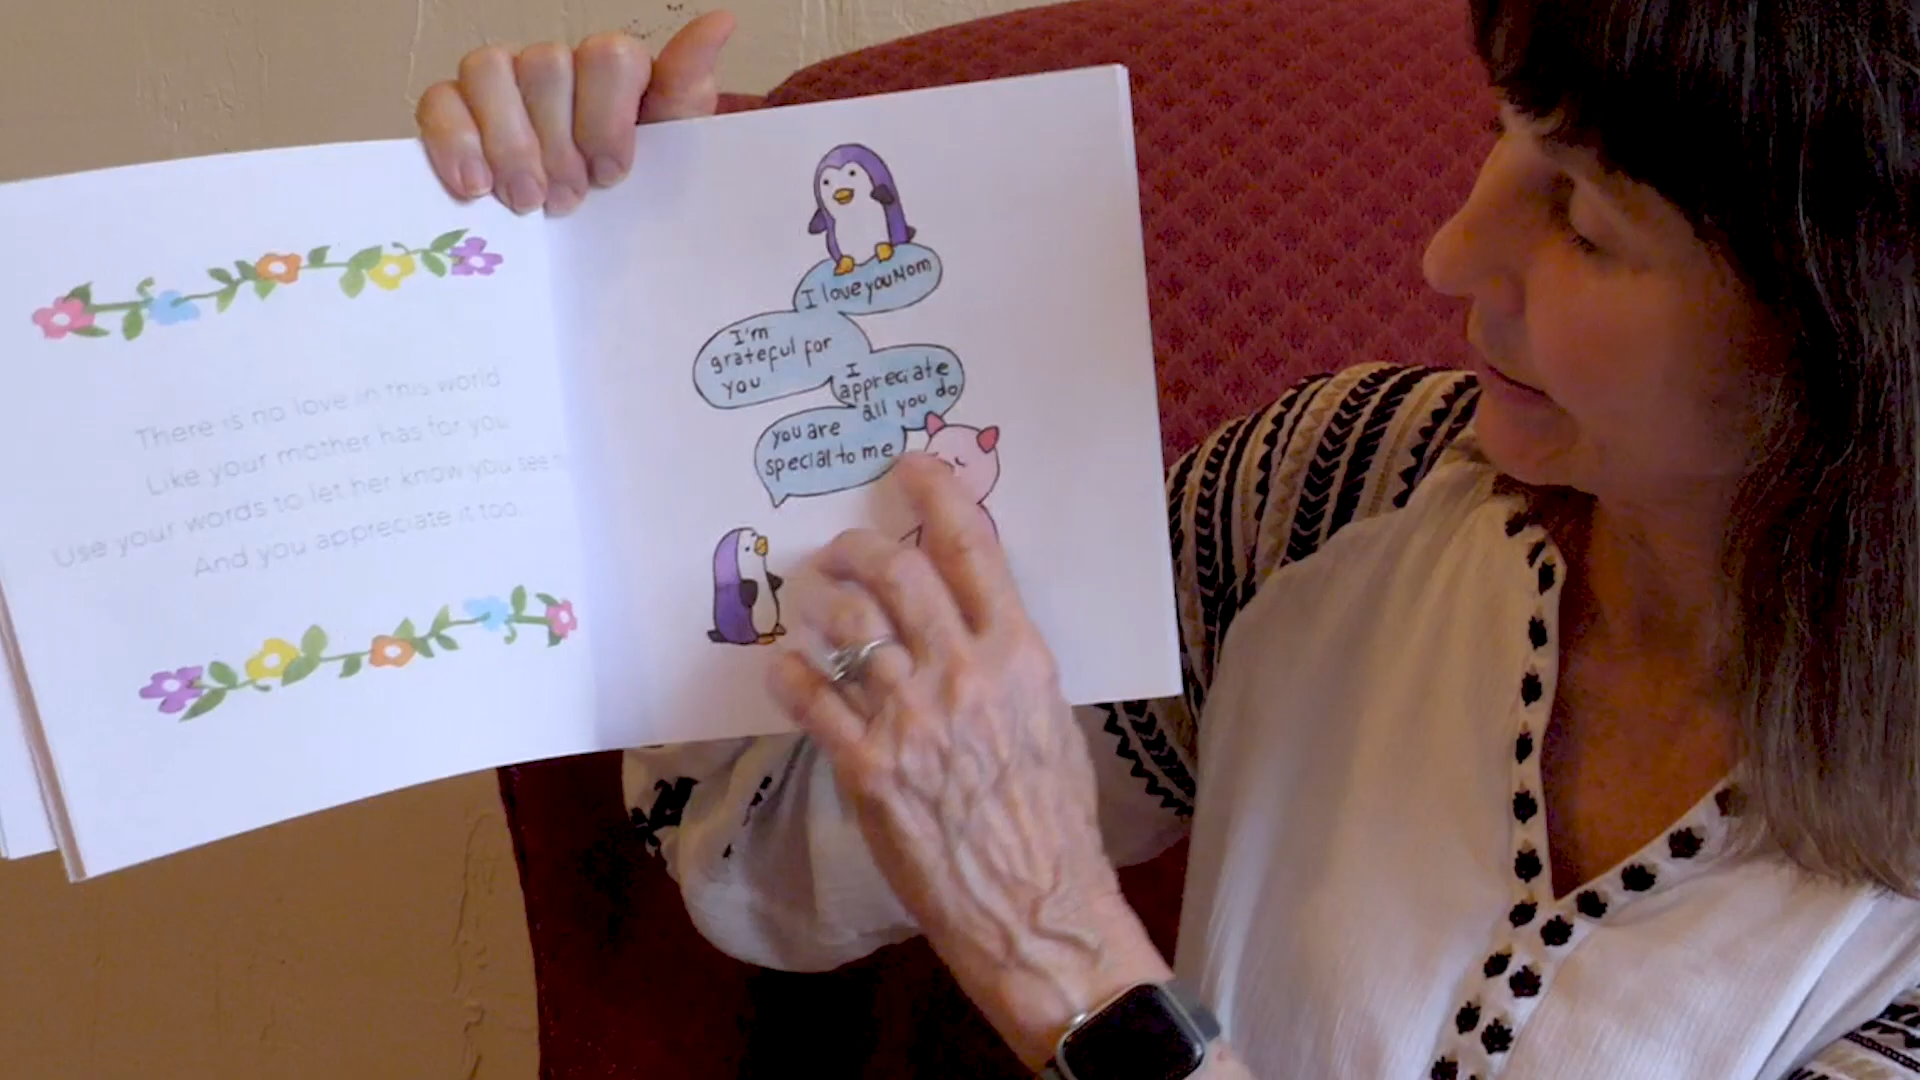 There is no love in this world
Like your mother has for you
Use your words to let her know you see
And you appreciate it too.
I love you Mom
I'm
grateful for
you
I
appreciate
all you do
you are
special to me